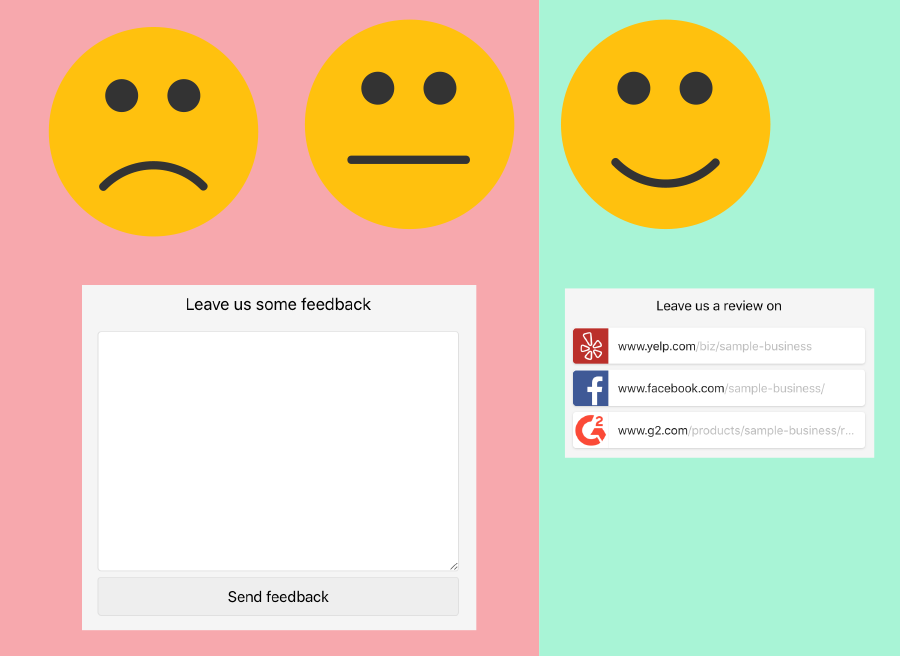 Leave us some feedback
Send feedback
Leave us a review on
www.yelp.com/biz/sample-business
www.facebook.com/sample-business/
www.g2.com/products/sample-business/r...